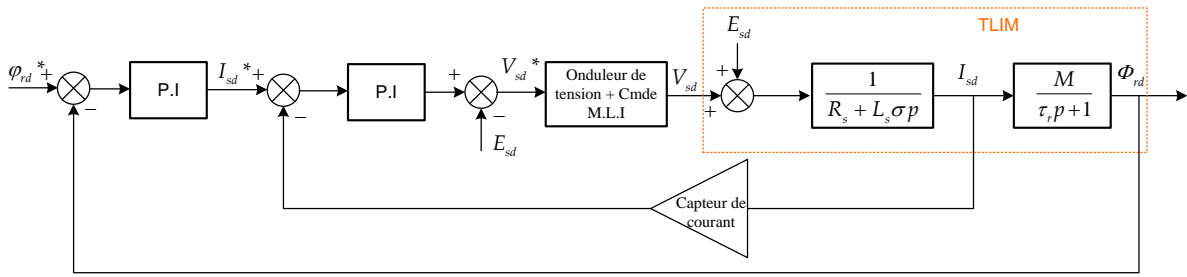 TLIM
φ_rd *
+
−
P.I
I_sd *
+
−
P.I
+
−
E_sd
V_sd *
Onduleur de
tension + Cmde
M.L.I
V_sd
E_sd
+
+
1
R_s + L_s σ p
I_sd
M
τ_r p + 1
Φ_rd
Capteur de
courant